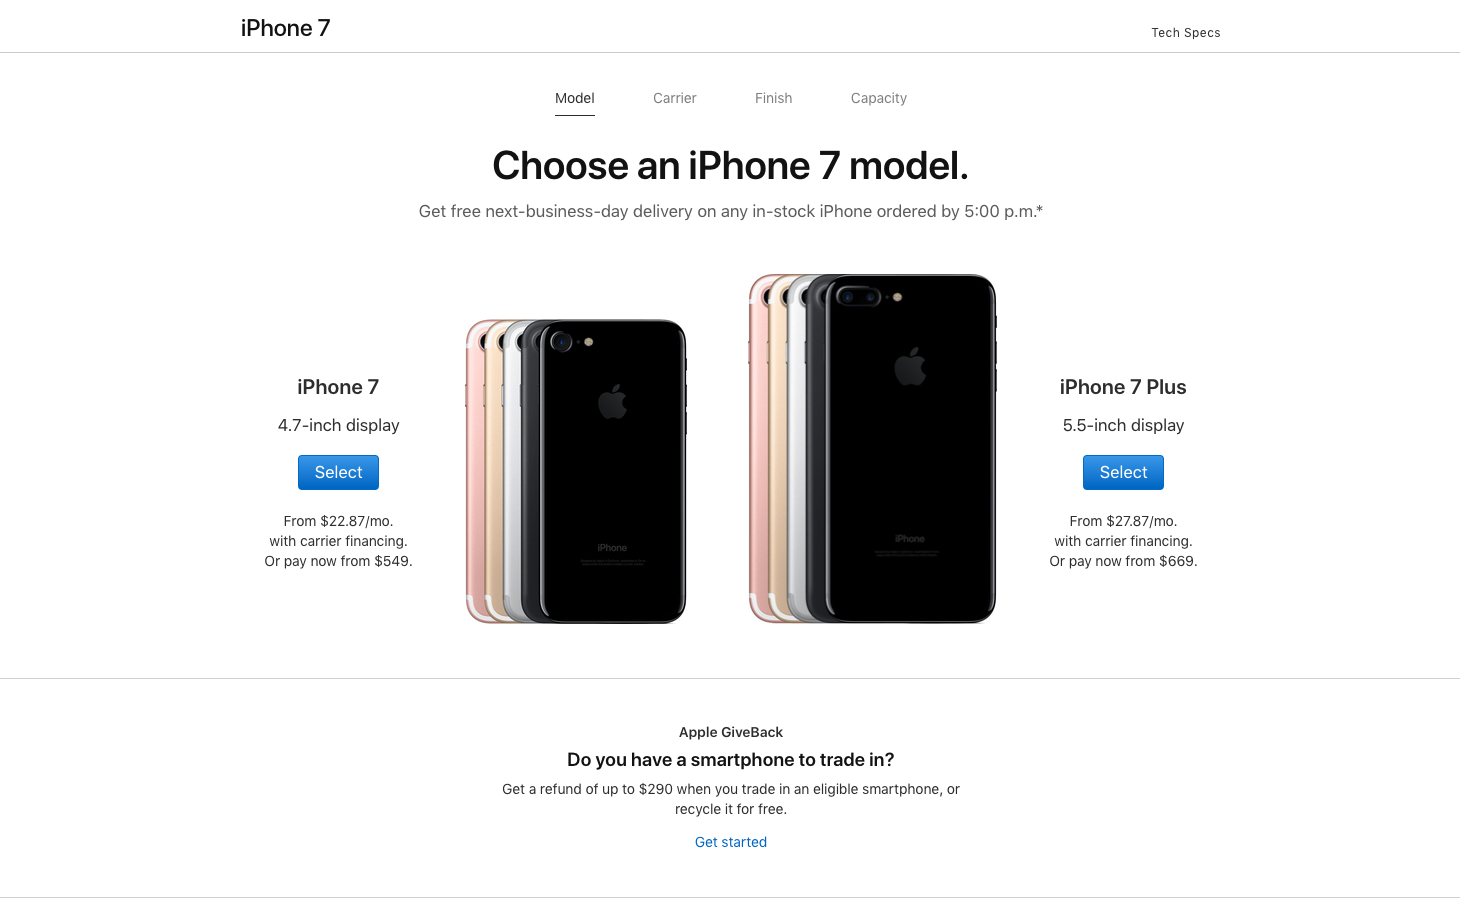 iPhone 7
Tech Specs
Model
Carrier
Finish
Capacity
Choose an iPhone 7 model.
Get free next-business-day delivery on any in-stock iPhone ordered by 5:00 p.m.*
iPhone 7
4.7-inch display
Select
From $22.87/mo.
with carrier financing.
Or pay now from $549.
iPhone
iPhone
iPhone 7 Plus
5.5-inch display
Select
From $27.87/mo.
with carrier financing.
Or pay now from $669.
Apple GiveBack
Do you have a smartphone to trade in?
Get a refund of up to $290 when you trade in an eligible smartphone, or
recycle it for free.
Get started